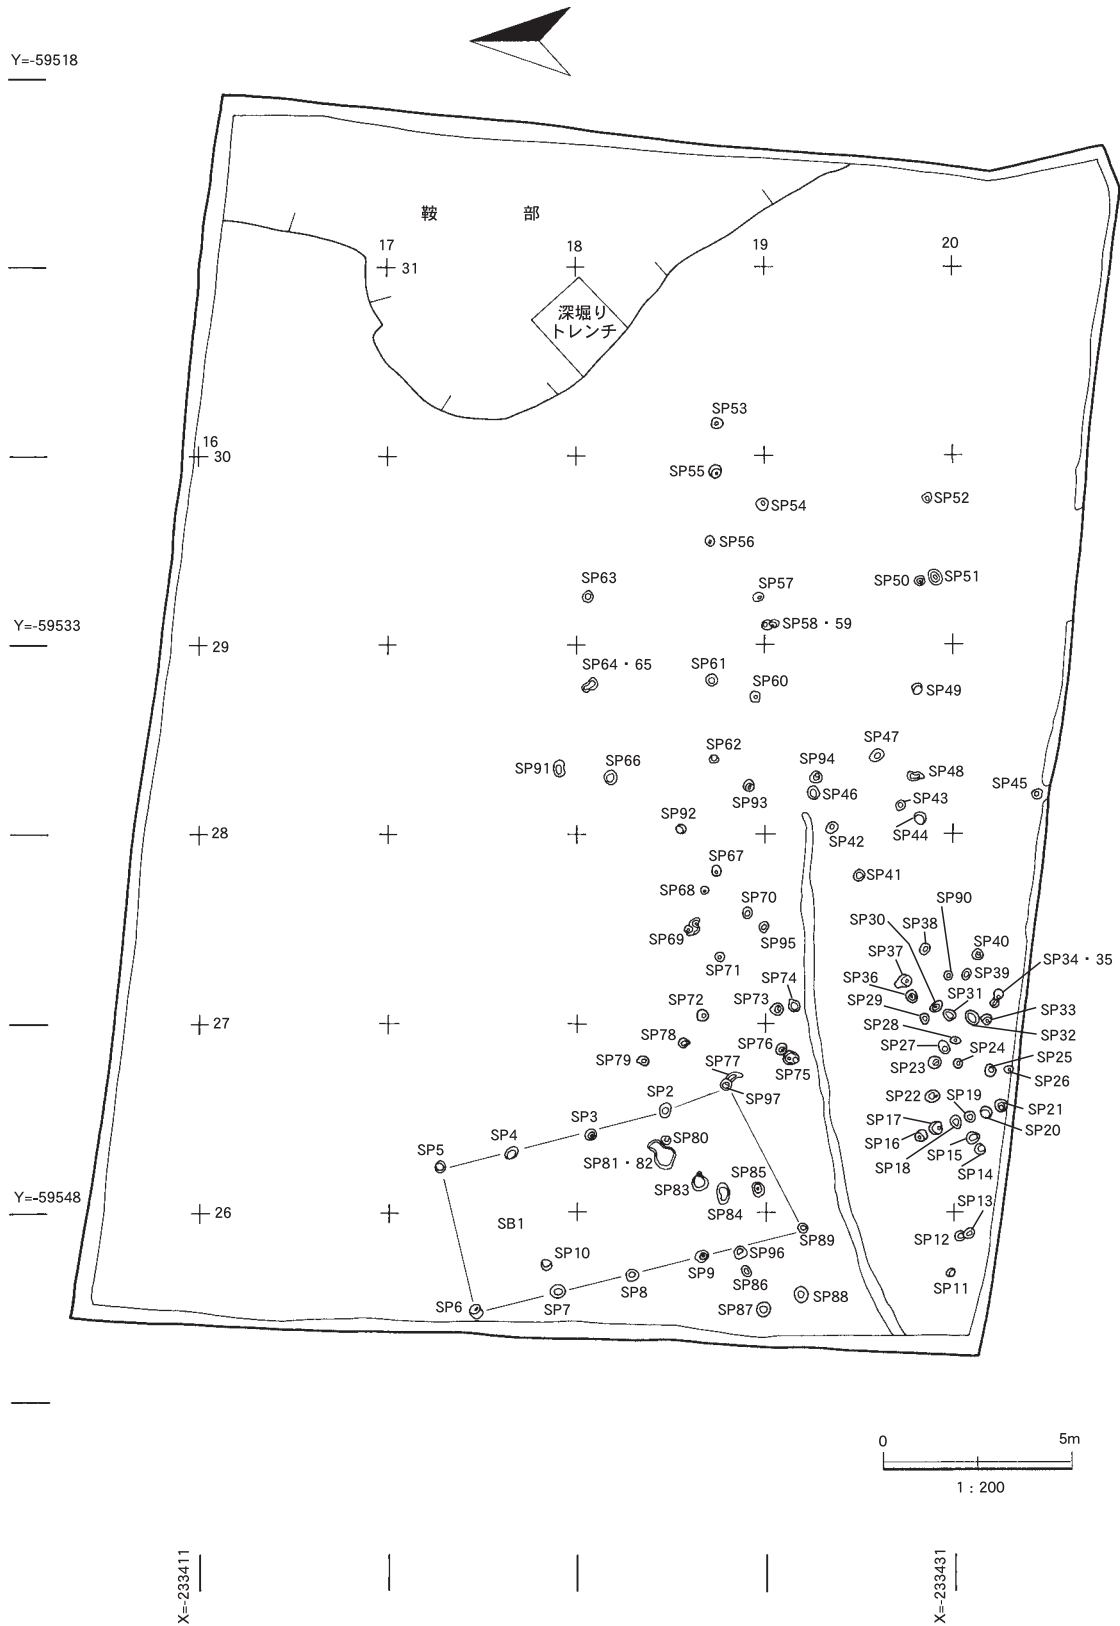 Y=-59518
鞍 部
17
18
19
20
31
深堀り
トレンチ
SP53
16
30
SP55
SP54
SP52
SP56
SP63
SP57
SP50
SP51
Y=-59533
SP58・59
29
SP64・65
SP61
SP60
SP49
SP47
SP62
SP94
SP91
SP66
SP48
SP45
SP93
SP46
SP43
SP92
28
SP42
SP44
SP67
SP41
SP68
SP90
SP70
SP30
SP38
SP69
SP95
SP37
SP40
SP34・35
SP71
SP39
SP36
SP74
SP72
SP73
SP29
SP31
SP33
27
SP28
SP32
SP78
SP76
SP27
SP24
SP79
SP75
SP23
SP25
SP77
SP26
SP97
SP22
SP19
SP2
SP21
SP3
SP17
SP20
SP80
SP16
SP4
SP5
SP81・82
SP18
SP15
SP14
SP83
SP85
Y=-59548
SP84
26
SB1
SP13
SP89
SP12
SP10
SP9
SP96
SP86
SP11
SP6
SP7
SP8
SP87
SP88
0
5m
1：200
X=-233411
X=-233431